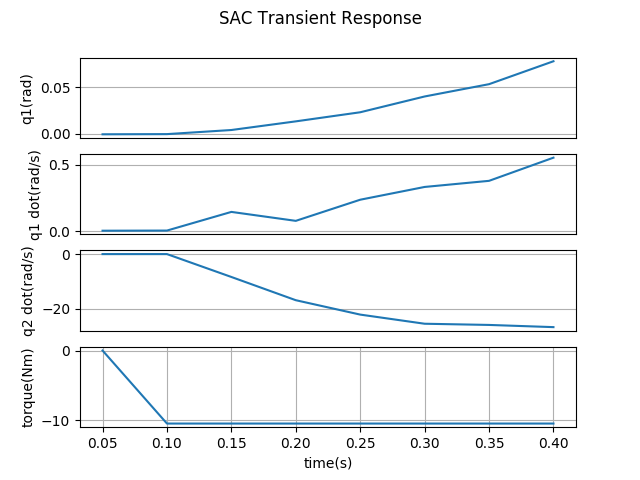 SAC Transient Response
q1(rad)
0.05
0.00
q1 dot(rad/s)
0.5
0.0
q2 dot(rad/s)
0
−20
torque(Nm)
0
−10
0.05 0.10 0.15 0.20 0.25 0.30 0.35 0.40
time(s)